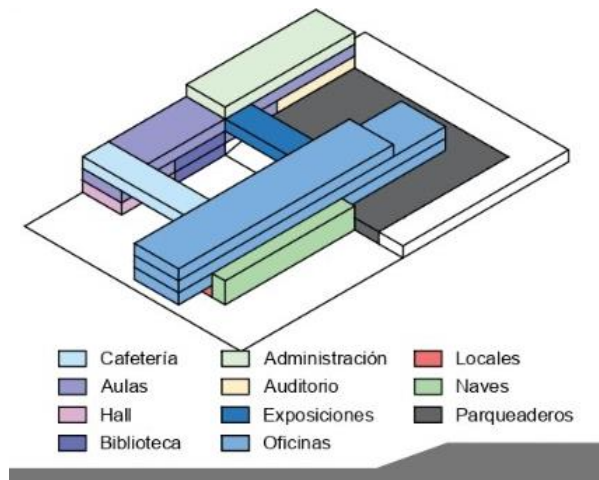 Cafetería Administración Locales
Aulas Auditorio Naves
Hall Exposiciones Parqueaderos
Biblioteca Oficinas